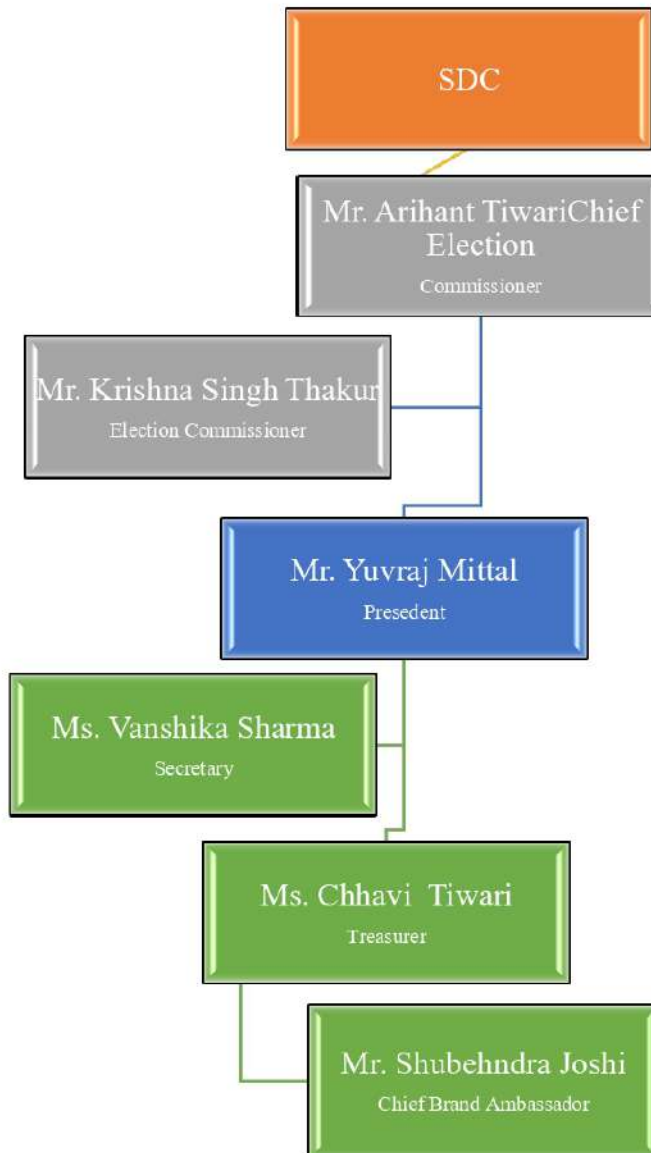 SDC
Mr. Arihant TiwariChief
Election
Commissioner
Mr. Krishna Singh Thakur
Election Commissioner
Mr. Yuvraj Mittal
Presedent
Ms. Vanshika Sharma
Secretary
Ms. Chhavi  Tiwari
Treasurer
Mr. Shubehndra Joshi
Chief Brand Ambassador